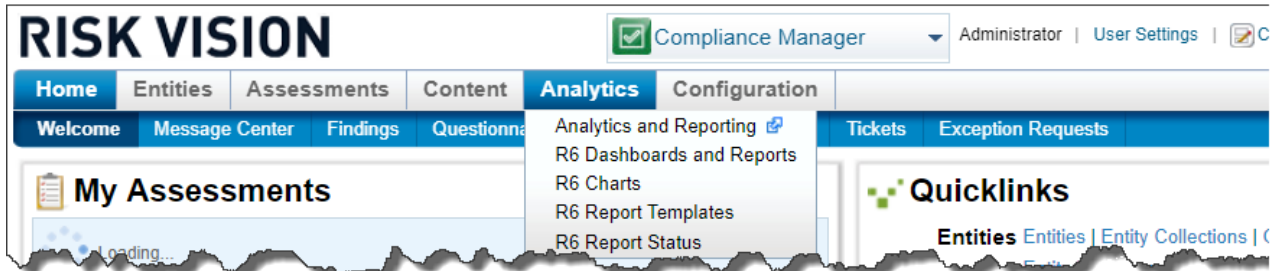 RISK VISION
Compliance Manager
Administrator | User Settings |
Home Entities Assessments Content Analytics Configuration
Welcome Message Center Findings Questionna Tickets Exception Requests
Analytics and Reporting
R6 Dashboards and Reports
R6 Charts
R6 Report Templates
R6 Report Status
My Assessments
Loading...
Quicklinks
Entities Entities | Entity Collections |